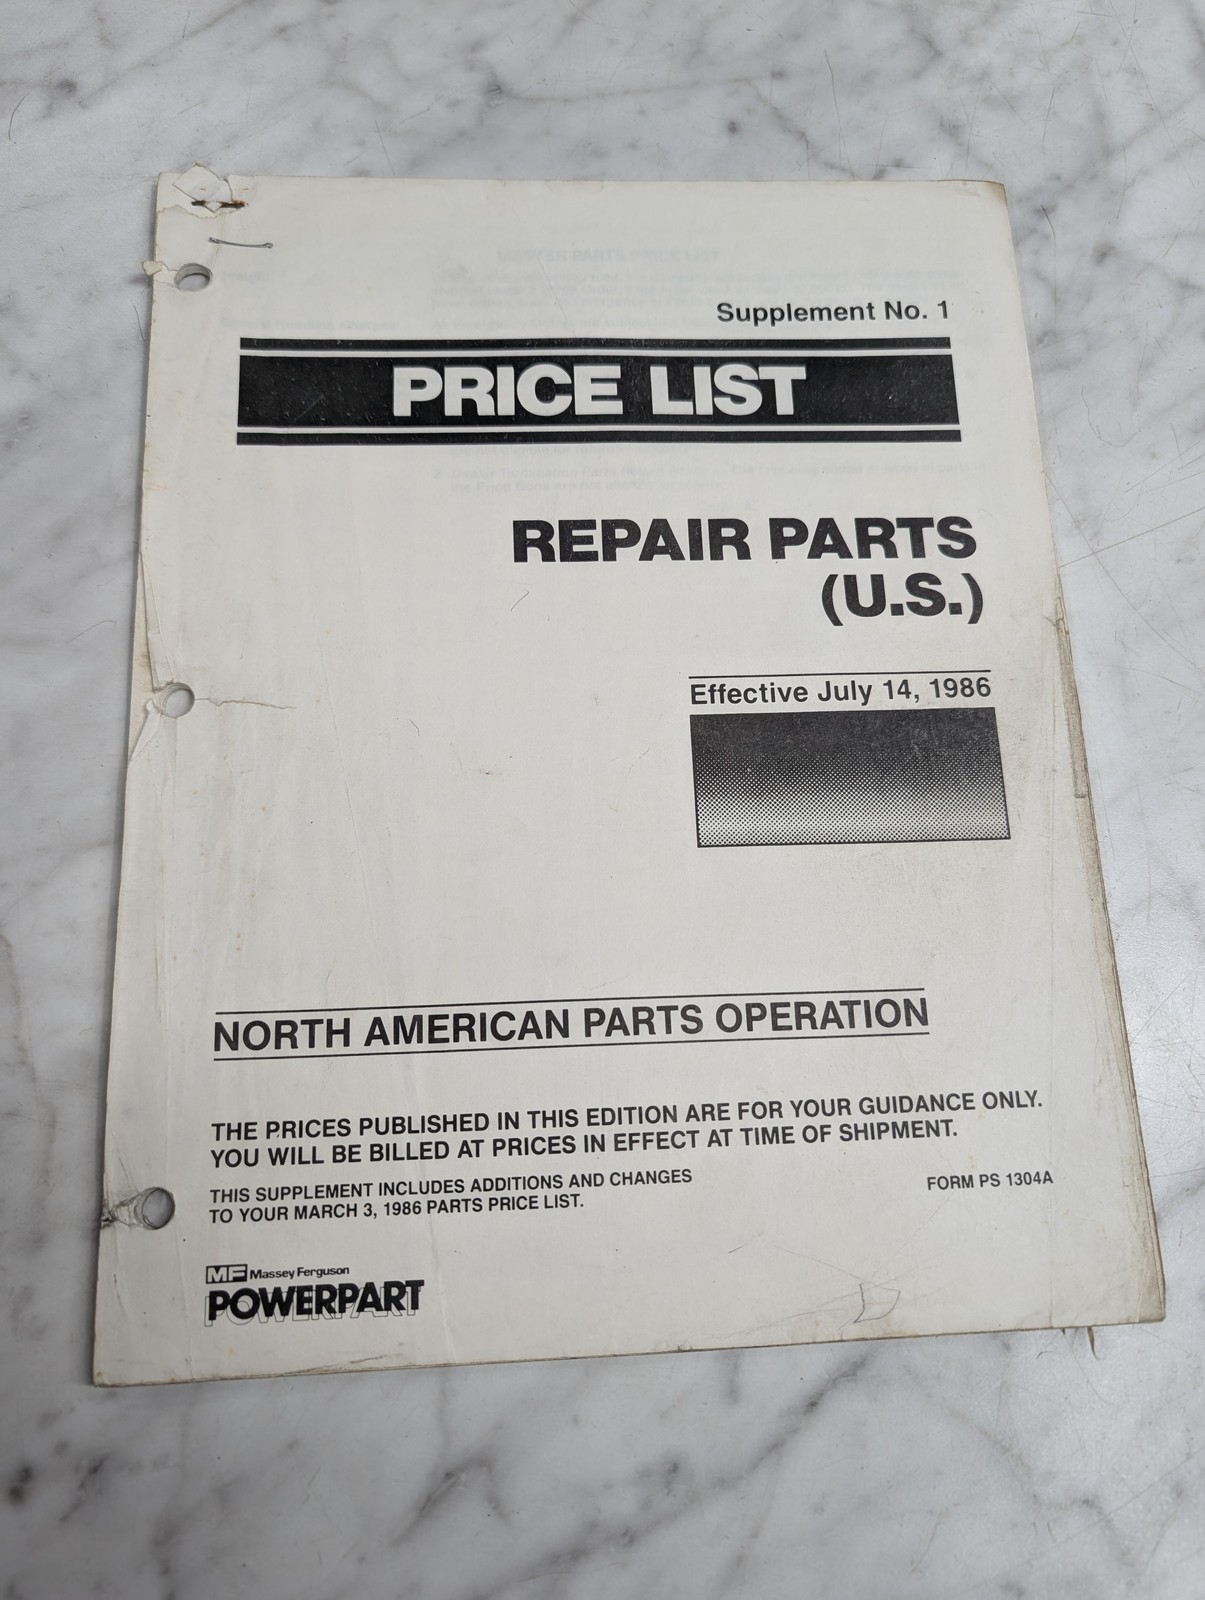 Supplement No. 1
PRICE LIST
REPAIR PARTS
(U.S.)
Effective July 14, 1986
NORTH AMERICAN PARTS OPERATION
THE PRICES PUBLISHED IN THIS EDITION ARE FOR YOUR GUIDANCE ONLY.
YOU WILL BE BILLED AT PRICES IN EFFECT AT TIME OF SHIPMENT.
THIS SUPPLEMENT INCLUDES ADDITIONS AND CHANGES
TO YOUR MARCH 3, 1986 PARTS PRICE LIST.
FORM PS 1304A
MF Massey Ferguson
POWERPART